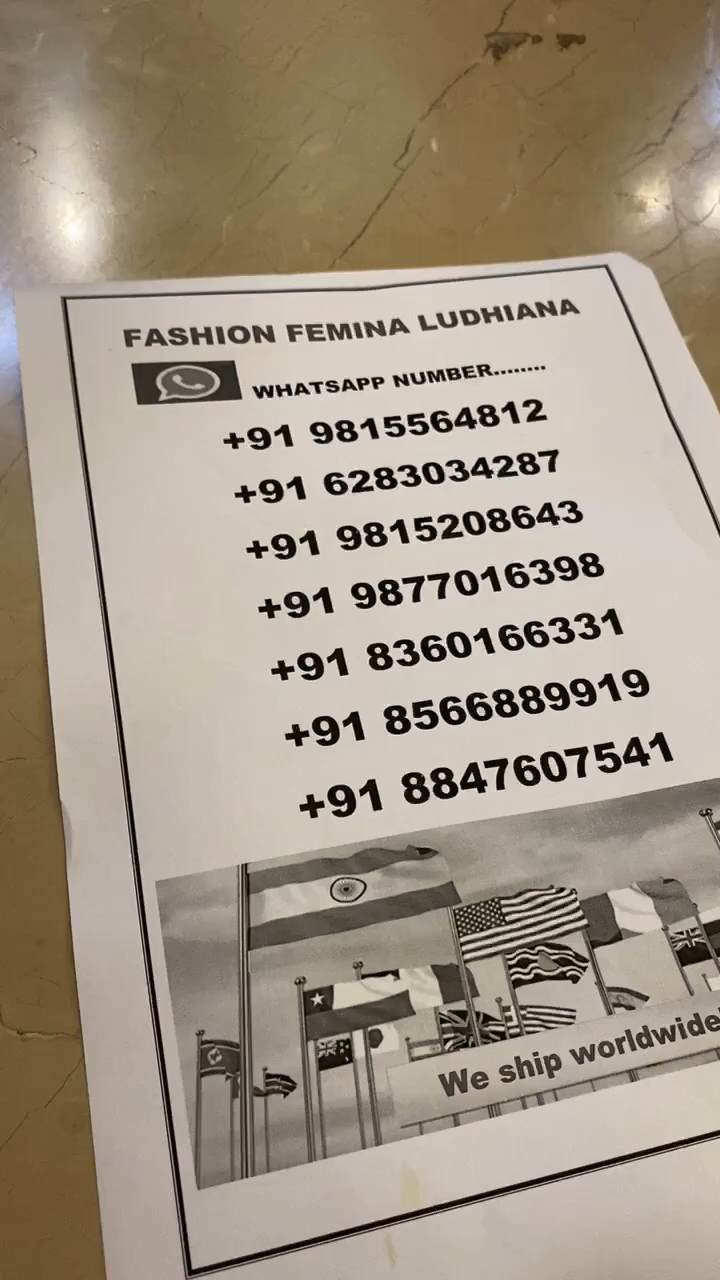 FASHION FEMINA LUDHIANA
WHATSAPP NUMBER........
+91 9815564812
+91 6283034287
+91 9815208643
+91 9877016398
+91 8360166331
+91 8566889919
+91 8847607541
We ship worldwide